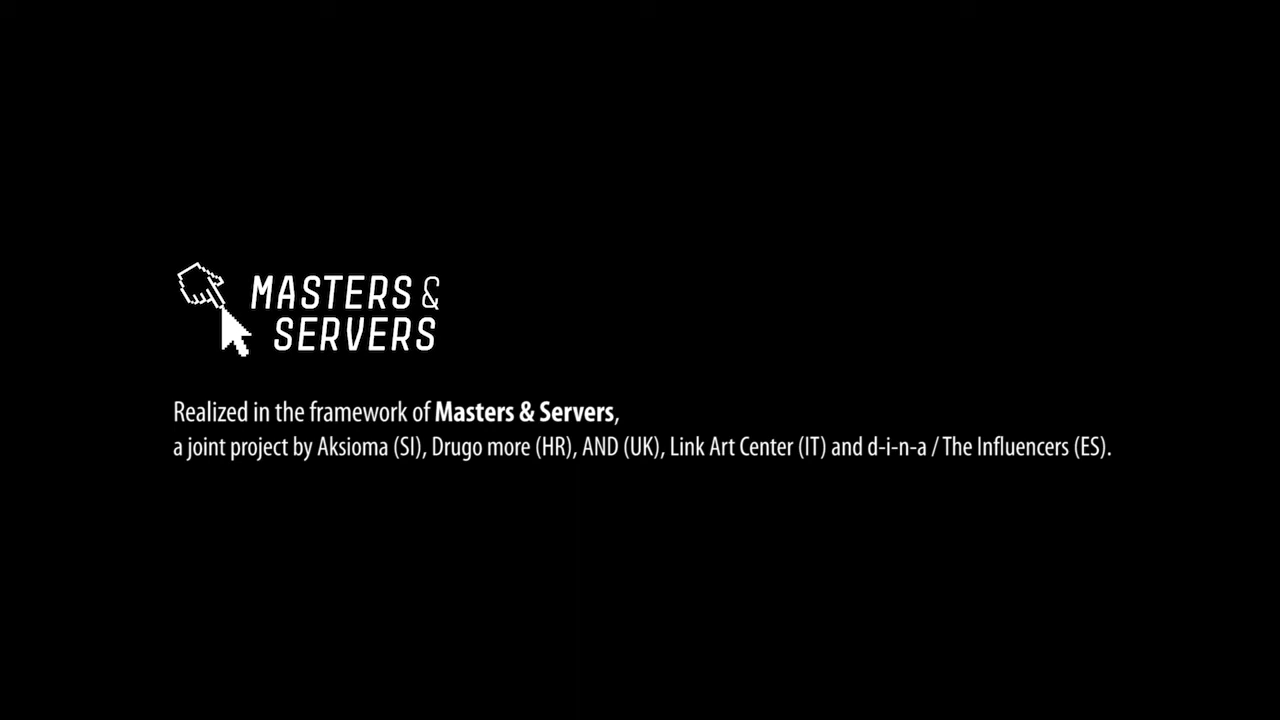 MASTERS &
SERVERS
Realized in the framework of Masters & Servers,
a joint project by Aksioma (SI), Drugo more (HR), AND (UK), Link Art Center (IT) and d-i-n-a / The Influencers (ES).